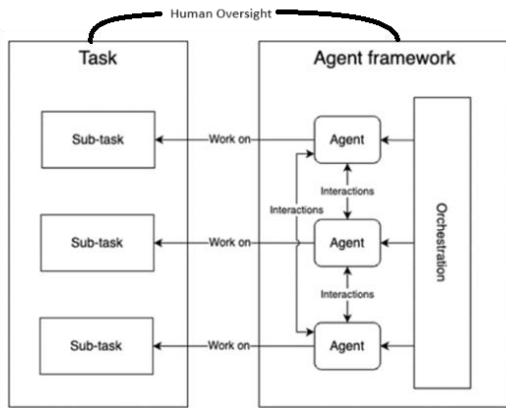 Human Oversight
Task
Agent framework
Sub-task
Work on
Agent
Interactions
Interactions
Orchestration
Sub-task
Work on
Agent
Interactions
Sub-task
Work on
Agent